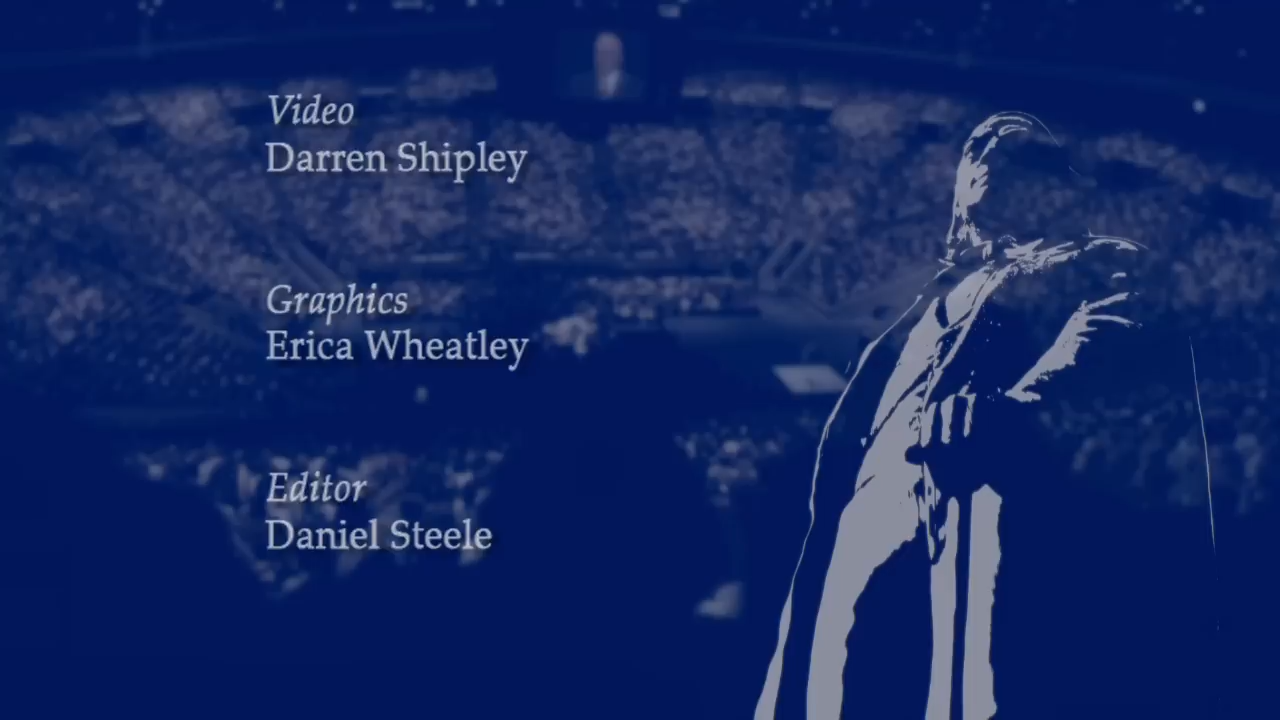 Video
Darren Shipley
Graphics
Erica Wheatley
Editor
Daniel Steele